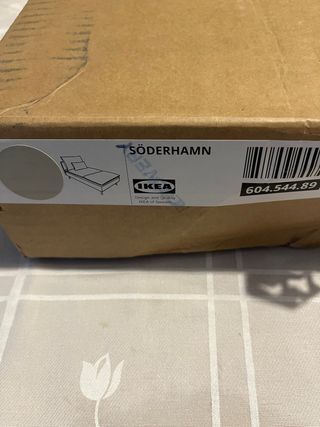 SÖDERHAMN
IKEA
Design and Quality
IKEA of Sweden
604.544.89